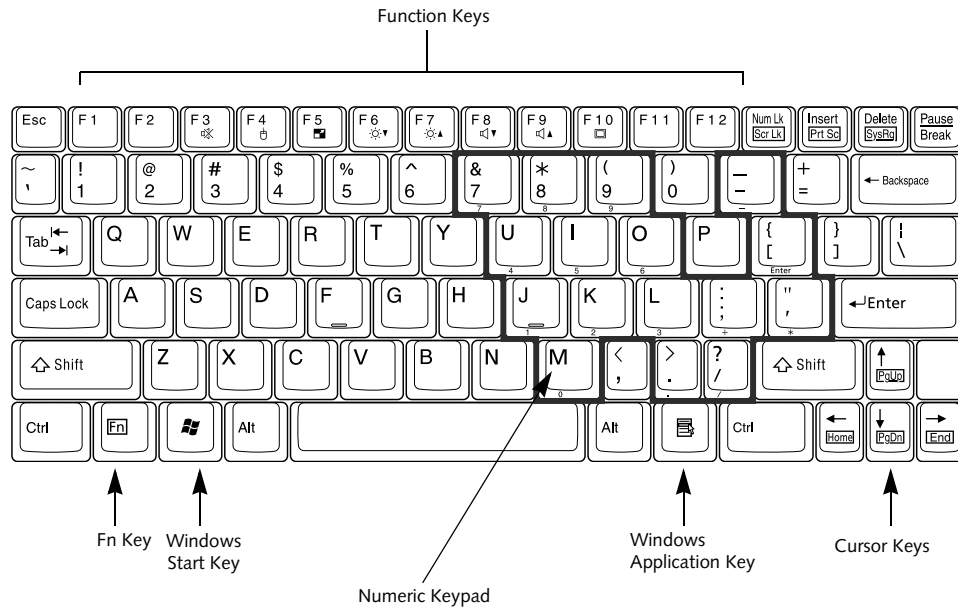 Function Keys
Esc F1 F2 F3 F4 F5 F6 F7 F8 F9 F10 F11 F12 Num Lk Insert Delete Pause
Scr Lk Prt Sc SysRq Break
~ ! @ # $ % ^ & * ( ) _ +
` 1 2 3 4 5 6 7 8 9 0 - = ← Backspace
7 8 9 -
Tab Q W E R T Y U I O P { } ¦
[ ] \
4 5 6 Enter
Caps Lock A S D F G H J K L : " Enter
; '
1 2 3 + *
Shift Z X C V B N M < > ? Shift ↑
, . / PgUp
0 . /
Ctrl Fn Alt Alt Ctrl ← ↓ →
Home PgDn End
Fn Key Windows
Start Key
Windows
Application Key
Cursor Keys
Numeric Keypad